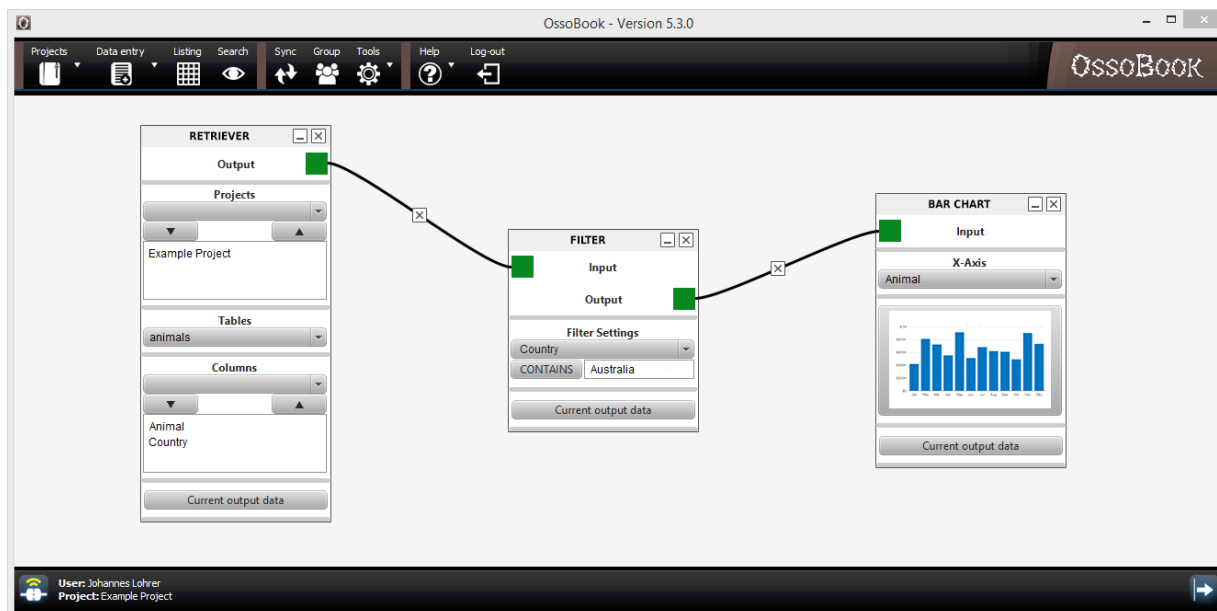 OssoBook - Version 5.3.0
Projects Data entry Listing Search Sync Group Tools Help Log-out
OssoBook
RETRIEVER
Output
Projects
Example Project
Tables
animals
Columns
Animal
Country
Current output data
FILTER
Input
Output
Filter Settings
Country
CONTAINS Australia
Current output data
BAR CHART
Input
X-Axis
Animal
Current output data
User: Johannes Lohrer
Project: Example Project